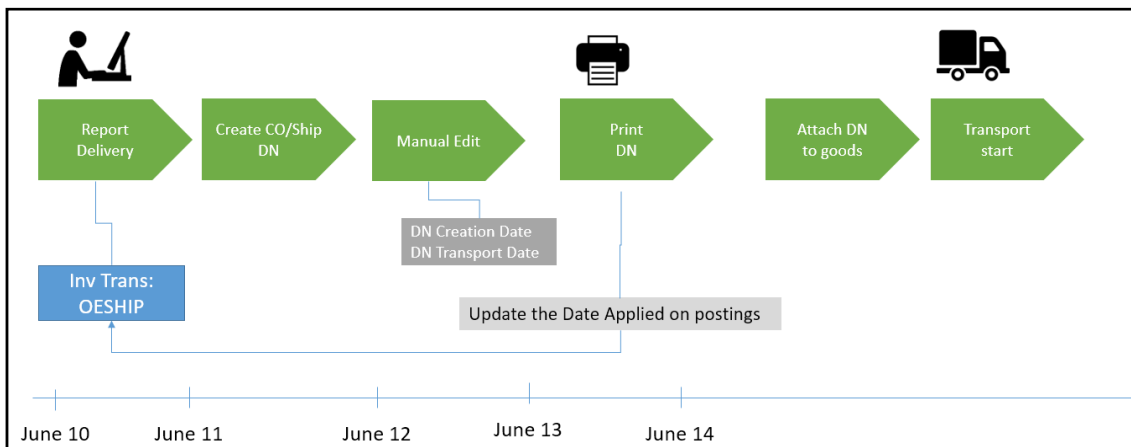 Report
Delivery
Create CO/Ship
DN
Manual Edit
Print
DN
Attach DN
to goods
Transport
start
DN Creation Date
DN Transport Date
Inv Trans:
OESHIP
Update the Date Applied on postings
June 10
June 11
June 12
June 13
June 14